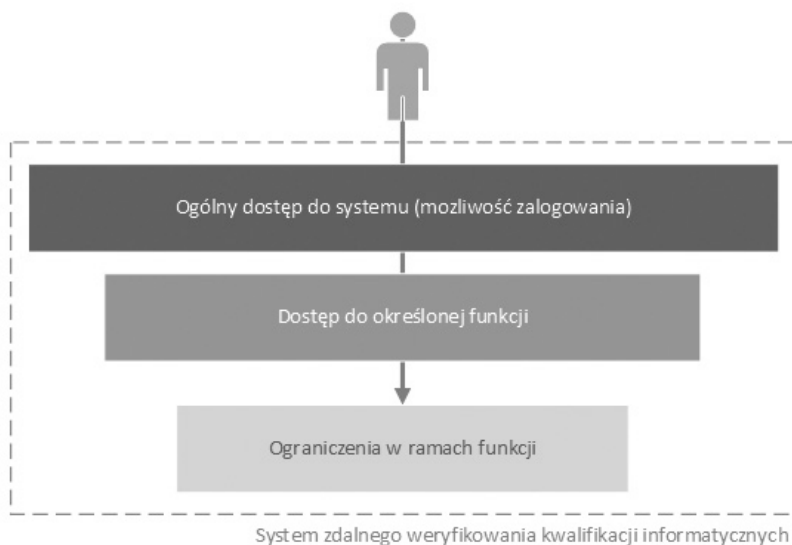 Ogólny dostęp do systemu (mozliwość zalogowania)
Dostęp do określonej funkcji
Ograniczenia w ramach funkcji
System zdalnego weryfikowania kwalifikacji informatycznych